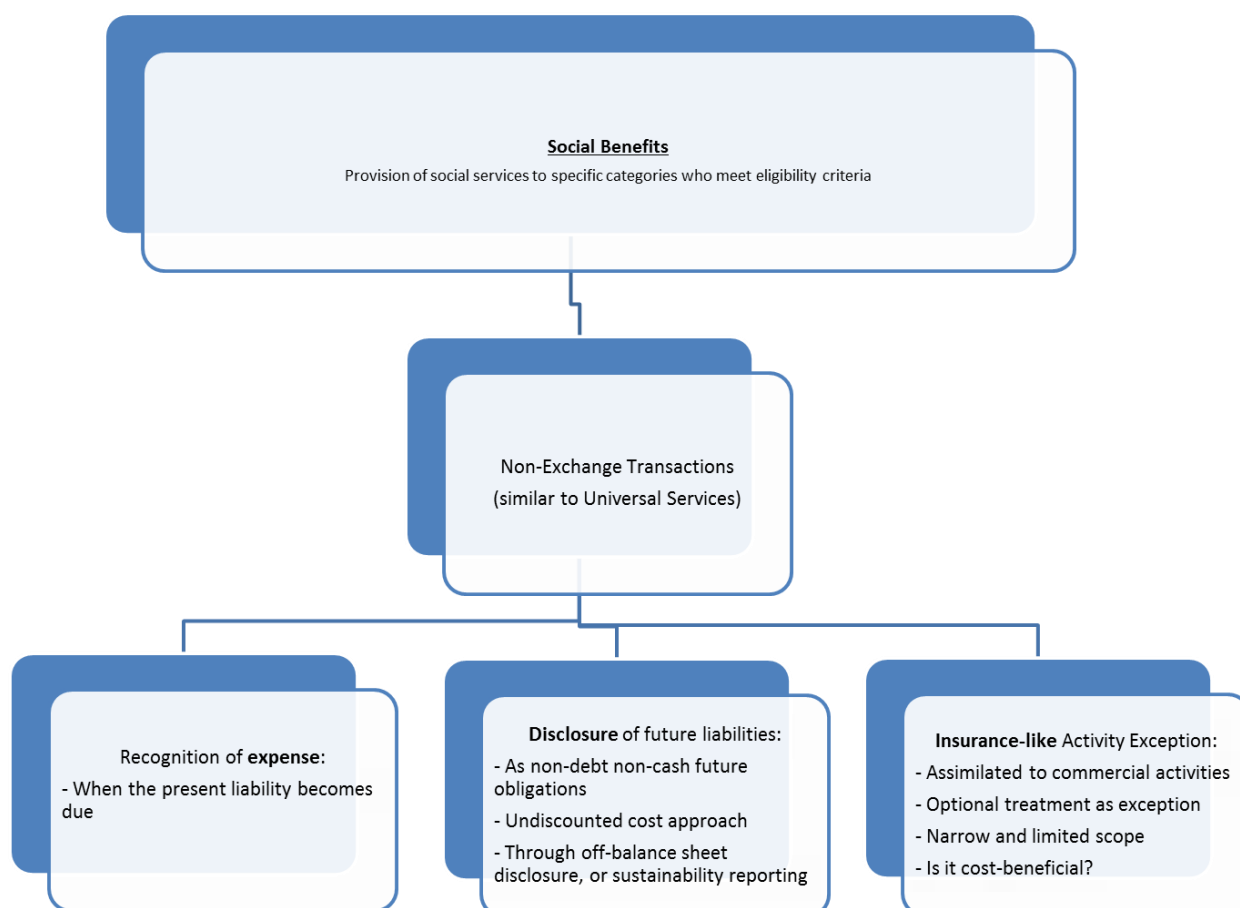 Social Benefits
Provision of social services to specific categories who meet eligibility criteria
Non-Exchange Transactions
(similar to Universal Services)
Recognition of expense:
- When the present liability becomes
due
Disclosure of future liabilities:
- As non-debt non-cash future
obligations
- Undiscounted cost approach
- Through off-balance sheet
disclosure, or sustainability reporting
Insurance-like Activity Exception:
- Assimilated to commercial activities
- Optional treatment as exception
- Narrow and limited scope
- Is it cost-beneficial?